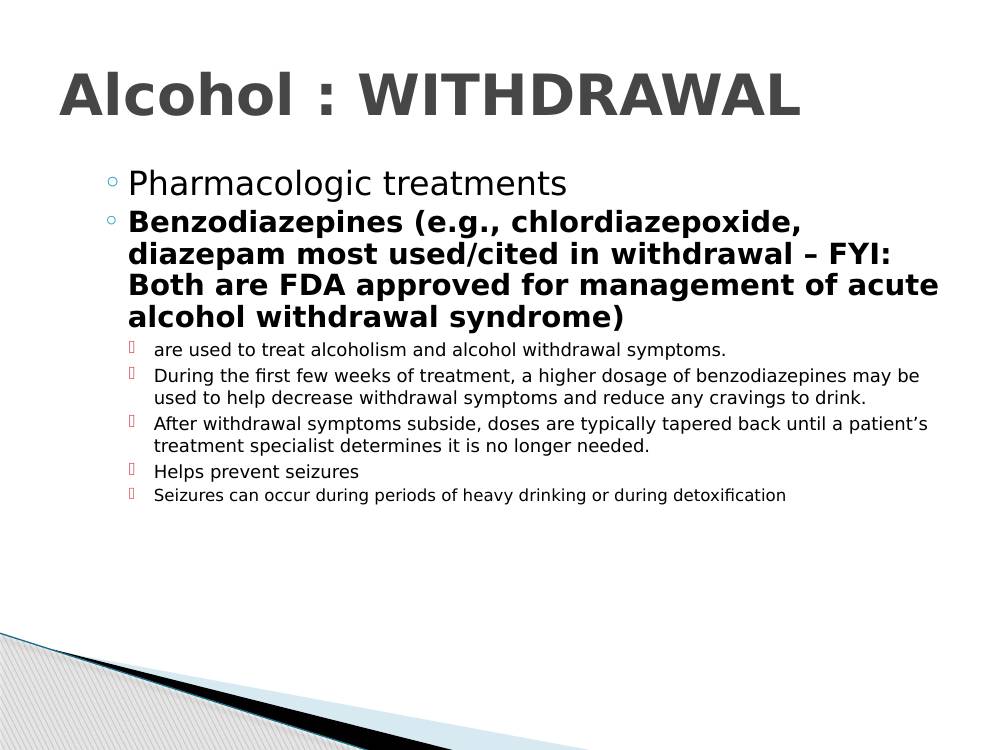 Alcohol : WITHDRAWAL
Pharmacologic treatments
Benzodiazepines (e.g., chlordiazepoxide,
diazepam most used/cited in withdrawal – FYI:
Both are FDA approved for management of acute
alcohol withdrawal syndrome)
are used to treat alcoholism and alcohol withdrawal symptoms.
During the first few weeks of treatment, a higher dosage of benzodiazepines may be
used to help decrease withdrawal symptoms and reduce any cravings to drink.
After withdrawal symptoms subside, doses are typically tapered back until a patient’s
treatment specialist determines it is no longer needed.
Helps prevent seizures
Seizures can occur during periods of heavy drinking or during detoxification